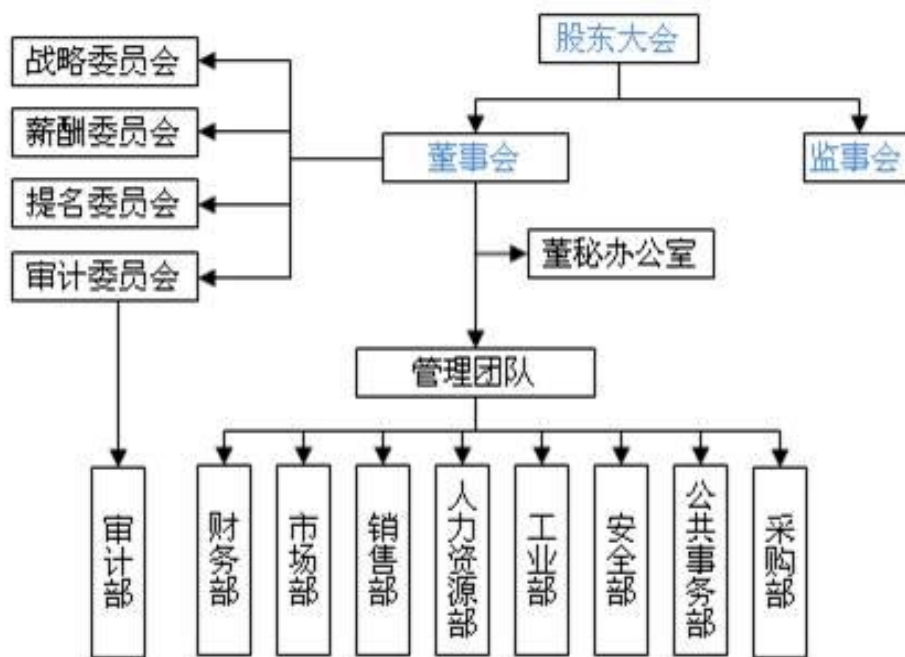 股东大会
战略委员会
薪酬委员会
董事会
监事会
提名委员会
董秘办公室
审计委员会
管理团队
审计部
财务部
市场部
销售部
人力资源部
工业部
安全部
公共事务部
采购部